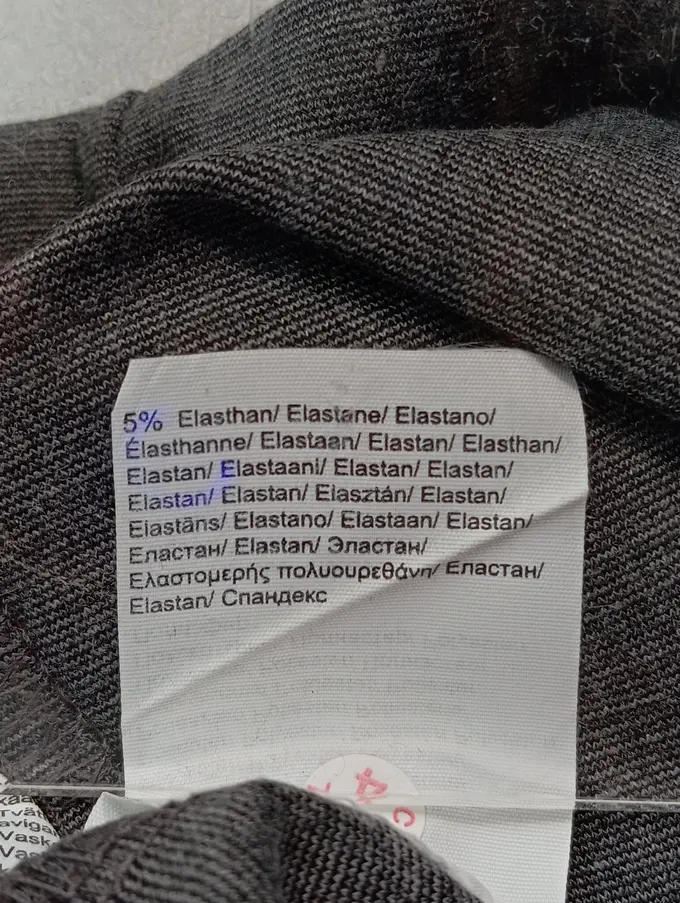 5% Elasthan/ Elastane/ Elastano/
Élasthanne/ Elastaan/ Elastan/ Elasthan/
Elastan/ Elastaani/ Elastan/ Elastan/
Elastan/ Elastan/ Elasztán/ Elastan/
Elastāns/ Elastano/ Elastaan/ Elastan/
Еластан/ Elastan/ Эластан/
Ελαστομερής πολυουρεθάνη/ Еластан/
Elastan/ Спандекс